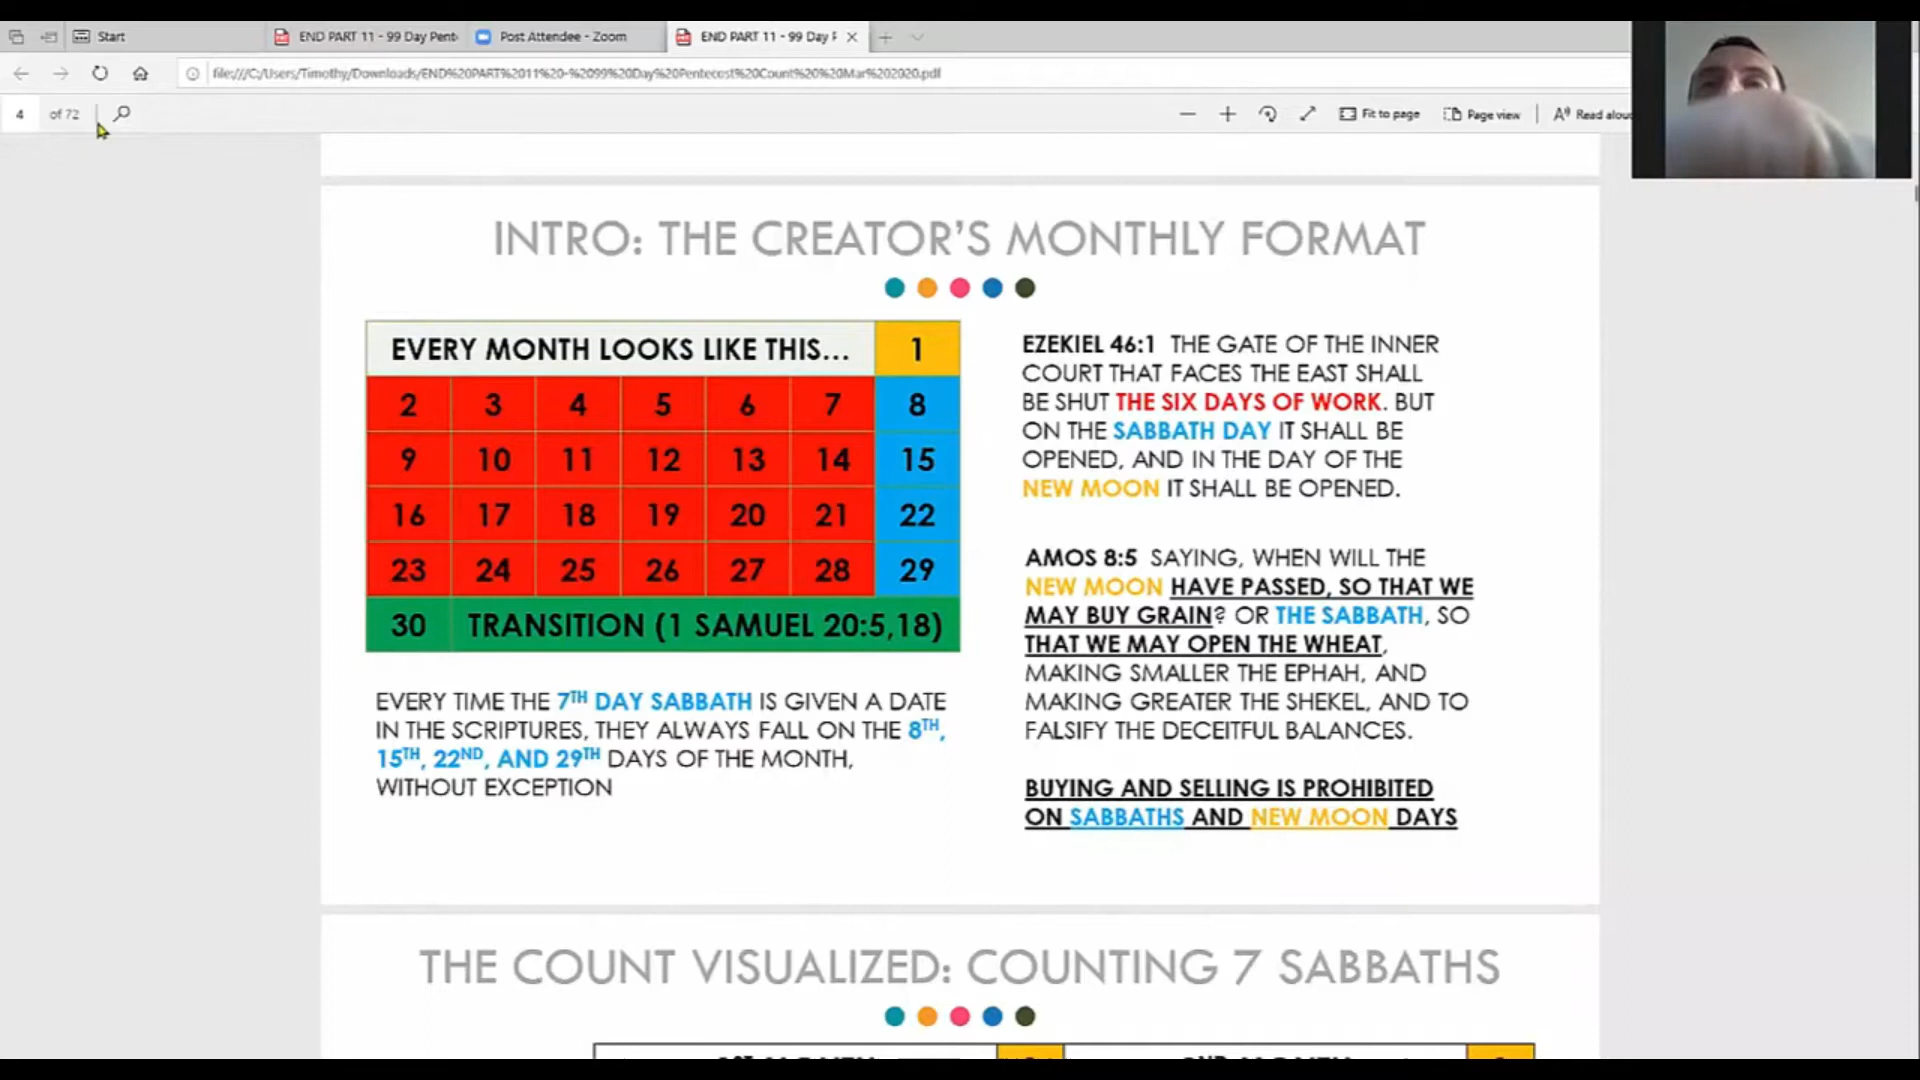 Start
END PART 11 - 99 Day Pent
Post Attendee - Zoom
END PART 11 - 99 Day F
file:///C:/Users/Timothy/Downloads/END%20PART%2011%20-%2099%20Day%20Pentecost%20Count%20%20Mar%202020.pdf
4 of 72
Fit to page
Page view
Read alou
INTRO: THE CREATOR'S MONTHLY FORMAT
EVERY MONTH LOOKS LIKE THIS... 1
2 3 4 5 6 7 8
9 10 11 12 13 14 15
16 17 18 19 20 21 22
23 24 25 26 27 28 29
30 TRANSITION (1 SAMUEL 20:5,18)
EVERY TIME THE 7TH DAY SABBATH IS GIVEN A DATE
IN THE SCRIPTURES, THEY ALWAYS FALL ON THE 8TH,
15TH, 22ND, AND 29TH DAYS OF THE MONTH,
WITHOUT EXCEPTION
EZEKIEL 46:1 THE GATE OF THE INNER
COURT THAT FACES THE EAST SHALL
BE SHUT THE SIX DAYS OF WORK. BUT
ON THE SABBATH DAY IT SHALL BE
OPENED, AND IN THE DAY OF THE
NEW MOON IT SHALL BE OPENED.
AMOS 8:5 SAYING, WHEN WILL THE
NEW MOON HAVE PASSED, SO THAT WE
MAY BUY GRAIN? OR THE SABBATH, SO
THAT WE MAY OPEN THE WHEAT,
MAKING SMALLER THE EPHAH, AND
MAKING GREATER THE SHEKEL, AND TO
FALSIFY THE DECEITFUL BALANCES.
BUYING AND SELLING IS PROHIBITED
ON SABBATHS AND NEW MOON DAYS
THE COUNT VISUALIZED: COUNTING 7 SABBATHS
1ST MONTH
2ND MONTH